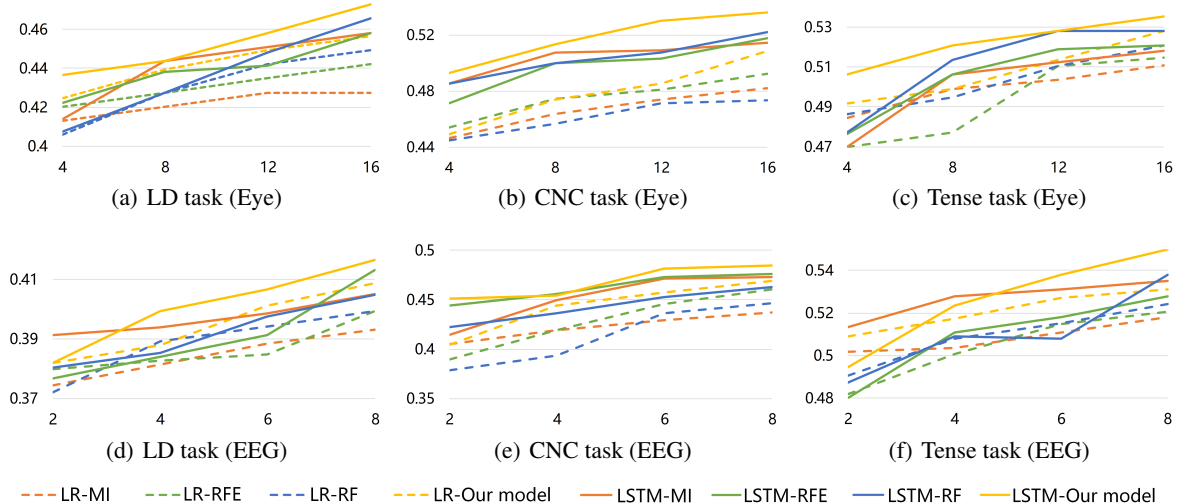 0.46
0.44
0.42
0.4
4 8 12 16
(a) LD task (Eye)
0.52
0.48
0.44
4 8 12 16
(b) CNC task (Eye)
0.53
0.51
0.49
0.47
4 8 12 16
(c) Tense task (Eye)
0.41
0.39
0.37
2 4 6 8
(d) LD task (EEG)
0.5
0.45
0.4
0.35
2 4 6 8
(e) CNC task (EEG)
0.54
0.52
0.5
0.48
2 4 6 8
(f) Tense task (EEG)
LR-MI LR-RFE LR-RF LR-Our model LSTM-MI LSTM-RFE LSTM-RF LSTM-Our model